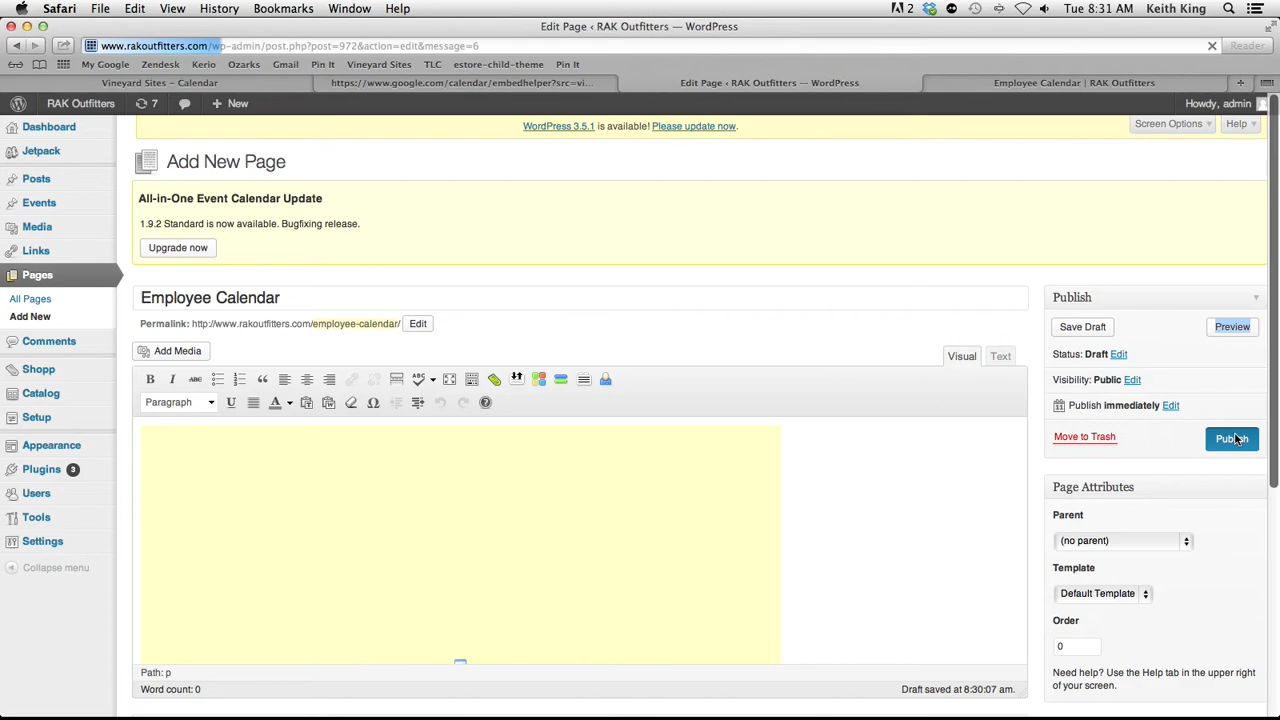 Safari File Edit View History Bookmarks Window Help 2 Tue 8:31 AM Keith King
Edit Page ‹ RAK Outfitters — WordPress
www.rakoutfitters.com/wp-admin/post.php?post=972&action=edit&message=6 Reader
My Google Zendesk Kerio Ozarks Gmail Pin It Vineyard Sites TLC estore-child-theme Pin It
Vineyard Sites - Calendar https://www.google.com/calendar/embedhelper?src=vi... Edit Page ‹ RAK Outfitters — WordPress Employee Calendar | RAK Outfitters
RAK Outfitters 7 New Howdy, admin
WordPress 3.5.1 is available! Please update now. Screen Options Help
Dashboard
Jetpack
Posts
Events
Media
Links
Pages
All Pages
Add New
Comments
Shopp
Catalog
Setup
Appearance
Plugins 3
Users
Tools
Settings
Collapse menu
Add New Page
All-in-One Event Calendar Update
1.9.2 Standard is now available. Bugfixing release.
Upgrade now
Employee Calendar
Permalink: http://www.rakoutfitters.com/employee-calendar/ Edit
Add Media Visual Text
B I ABC ABC
Paragraph U A Ω
Path: p
Word count: 0 Draft saved at 8:30:07 am.
Publish
Save Draft Preview
Status: Draft Edit
Visibility: Public Edit
Publish immediately Edit
Move to Trash Publish
Page Attributes
Parent
(no parent)
Template
Default Template
Order
0
Need help? Use the Help tab in the upper right
of your screen.